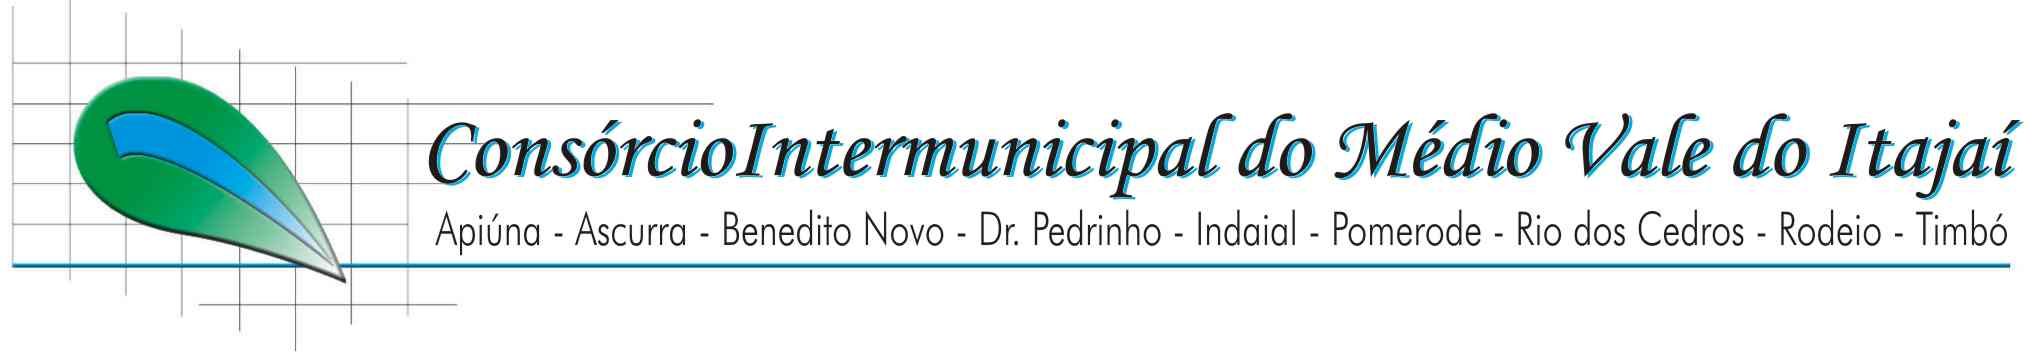 ConsórcioIntermunicipal do Médio Vale do Itajaí
Apiúna - Ascurra - Benedito Novo - Dr. Pedrinho - Indaial - Pomerode - Rio dos Cedros - Rodeio - Timbó